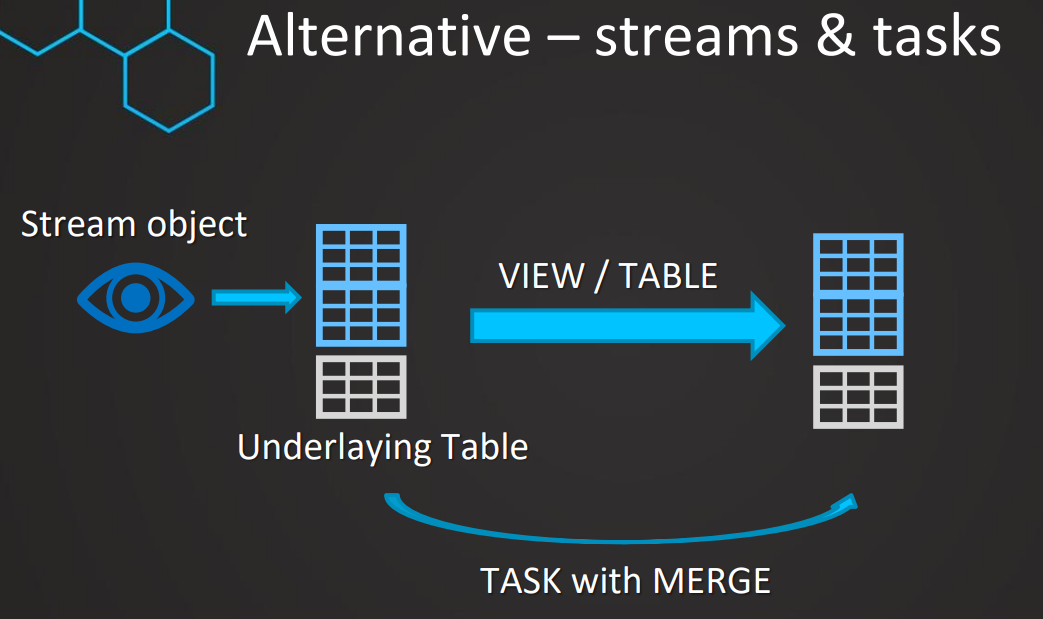 Alternative – streams & tasks
Stream object
VIEW / TABLE
Underlaying Table
TASK with MERGE